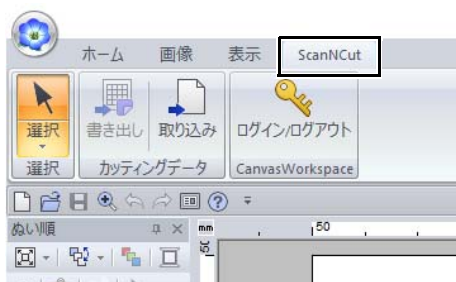 ホーム 画像 表示 ScanNCut
選択 書き出し 取り込み ログイン/ログアウト
選択 カッティングデータ CanvasWorkspace
ぬい順 mm 50
50